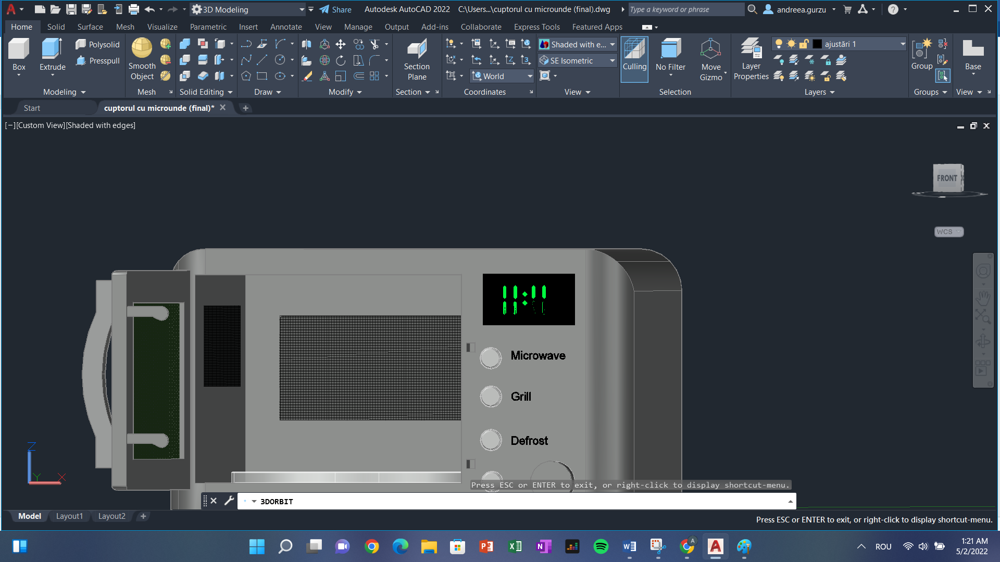 3D Modeling
Share
Autodesk AutoCAD 2022
C:\Users...\cuptorul cu microunde (final).dwg
Type a keyword or phrase
andreea.gurzu
Home
Solid
Surface
Mesh
Visualize
Parametric
Insert
Annotate
View
Manage
Output
Add-ins
Collaborate
Express Tools
Featured Apps
Box
Extrude
Polysolid
Presspull
Modeling
Smooth
Object
Mesh
Solid Editing
Draw
Modify
Section
Plane
Section
World
Coordinates
Shaded with e...
SE Isometric
View
Culling
No Filter
Move
Gizmo
Selection
Layer
Properties
ajustări 1
Layers
Group
Groups
Base
View
Start
cuptorul cu microunde (final)*
[−][Custom View][Shaded with edges]
FRONT
WCS
11:11
Microwave
Grill
Defrost
Z
Y
X
Press ESC or ENTER to exit, or right-click to display shortcut-menu.
3DORBIT
Model
Layout1
Layout2
Press ESC or ENTER to exit, or right-click to display shortcut-menu.
ROU
1:21 AM
5/2/2022